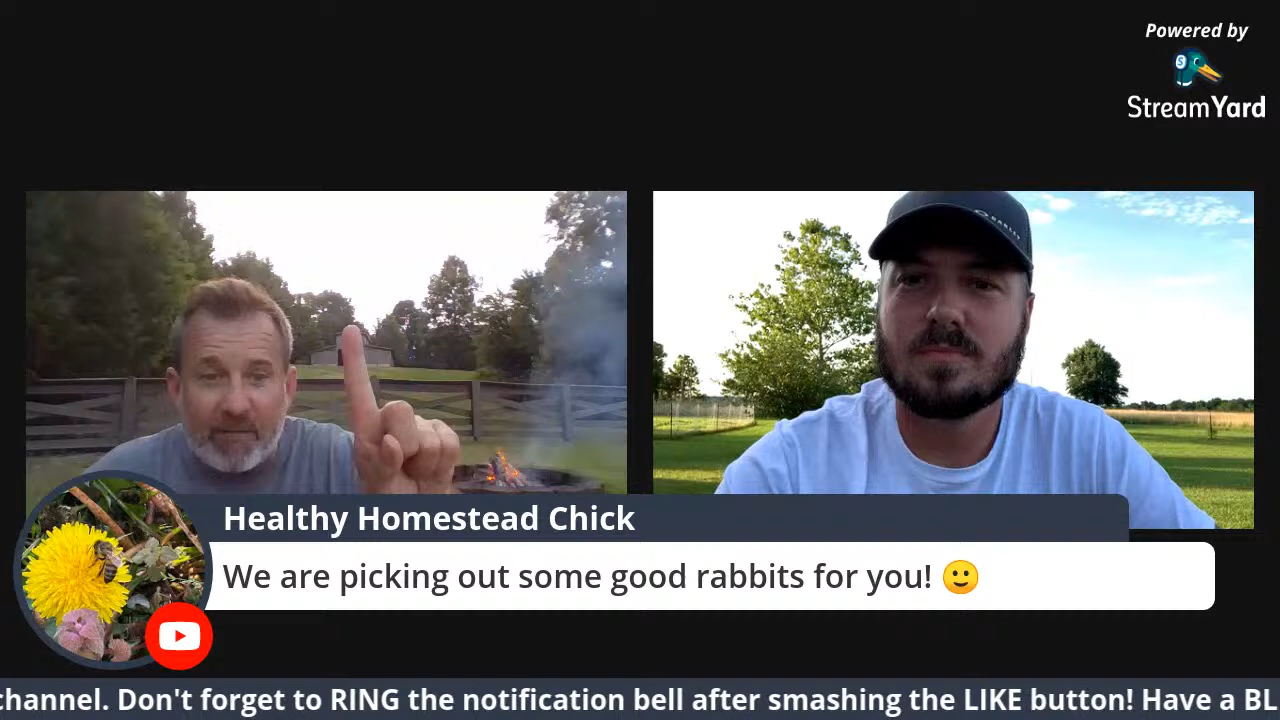 Powered by
StreamYard
OAKLEY
Healthy Homestead Chick
We are picking out some good rabbits for you! 🙂
channel. Don't forget to RING the notification bell after smashing the LIKE button! Have a BL